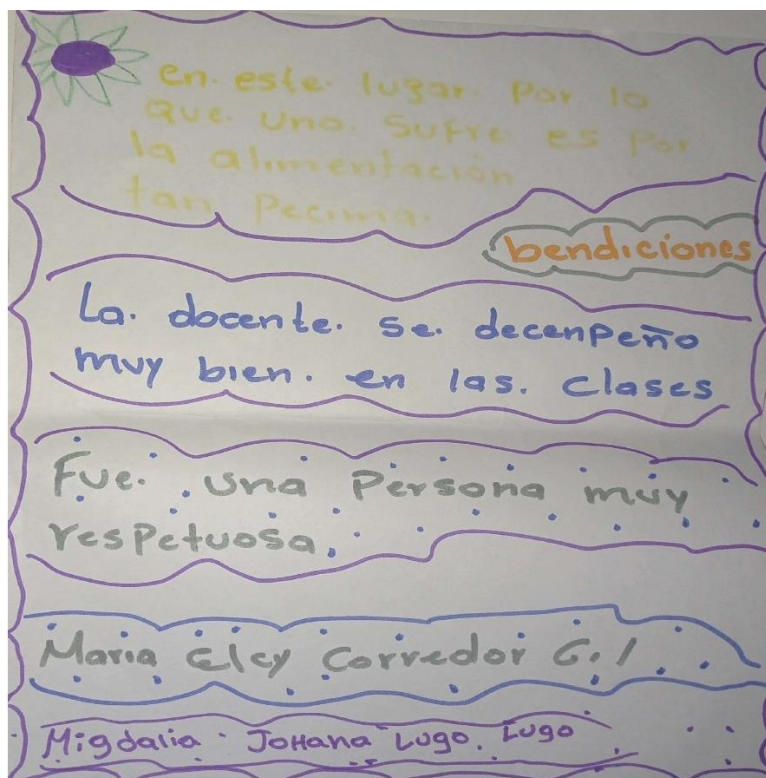 en. este. lugar. Por lo
que. uno. Sufre es Por
la alimentación
tan Pecima.
bendiciones
La. docente. se. decenpeño
muy bien. en las. clases
Fue. una Persona muy
resPetuosa.
Maria Elcy Corredor G.l
Migdalia. JoHana Lugo. Lugo